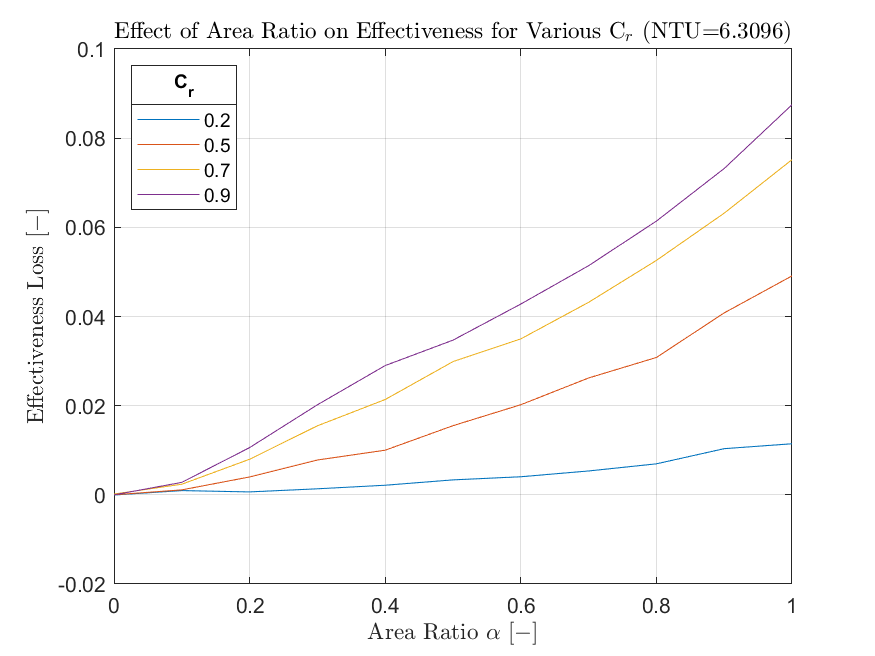 Effect of Area Ratio on Effectiveness for Various C_r (NTU=6.3096)
0.1
0.08
0.06
0.04
0.02
0
-0.02
Effectiveness Loss [−]
C_r
0.2
0.5
0.7
0.9
0 0.2 0.4 0.6 0.8 1
Area Ratio α [−]